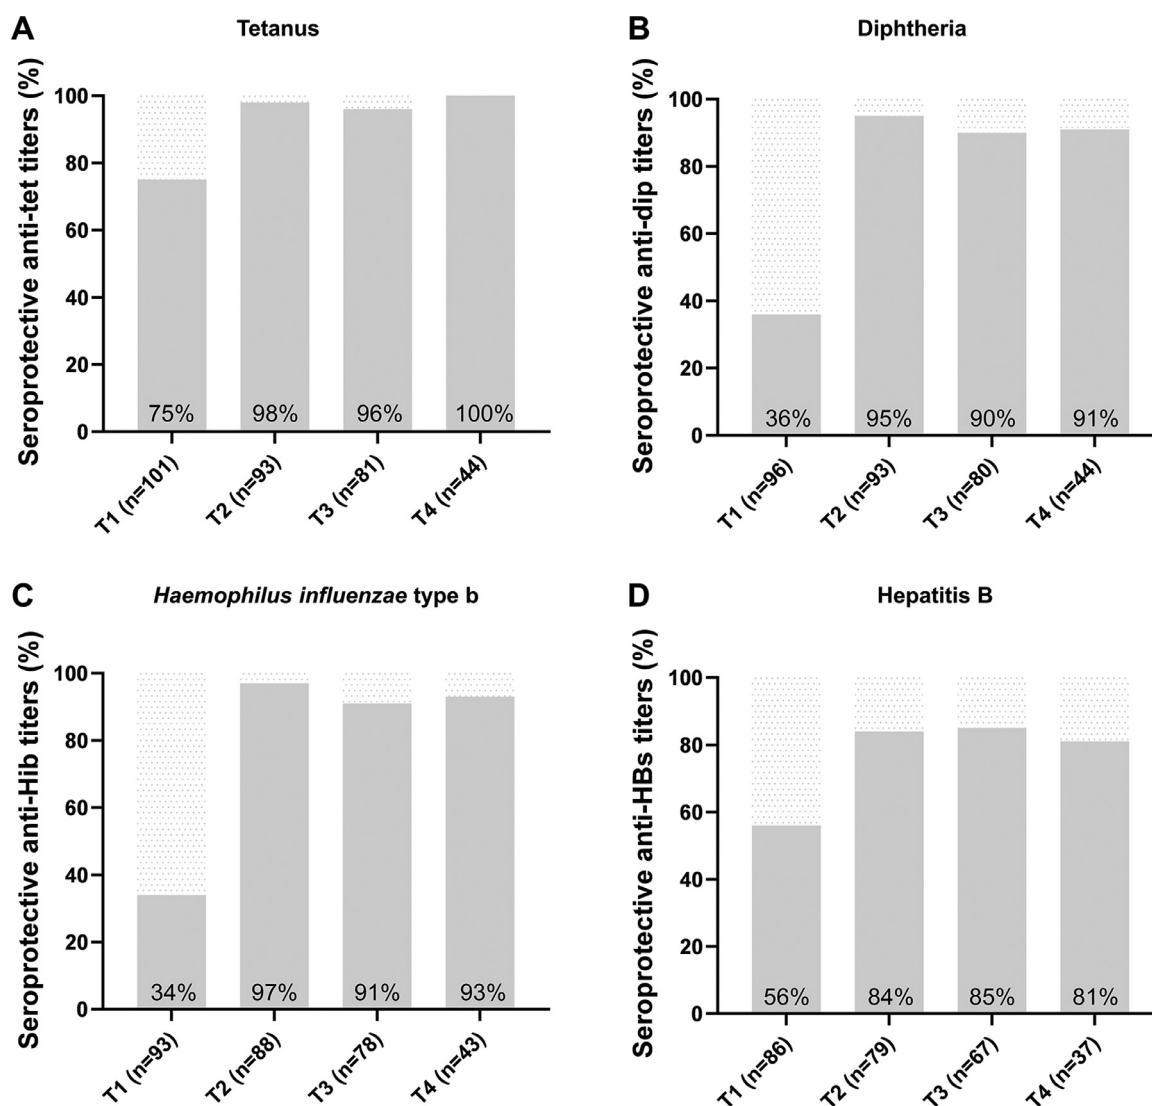 A
Tetanus
Seroprotective anti-tet titers (%)
100
80
60
40
20
0
75%
98%
96%
100%
T1 (n=101)
T2 (n=93)
T3 (n=81)
T4 (n=44)
B
Diphtheria
Seroprotective anti-dip titers (%)
100
80
60
40
20
0
36%
95%
90%
91%
T1 (n=96)
T2 (n=93)
T3 (n=80)
T4 (n=44)
C
Haemophilus influenzae type b
Seroprotective anti-Hib titers (%)
100
80
60
40
20
0
34%
97%
91%
93%
T1 (n=93)
T2 (n=88)
T3 (n=78)
T4 (n=43)
D
Hepatitis B
Seroprotective anti-HBs titers (%)
100
80
60
40
20
0
56%
84%
85%
81%
T1 (n=86)
T2 (n=79)
T3 (n=67)
T4 (n=37)